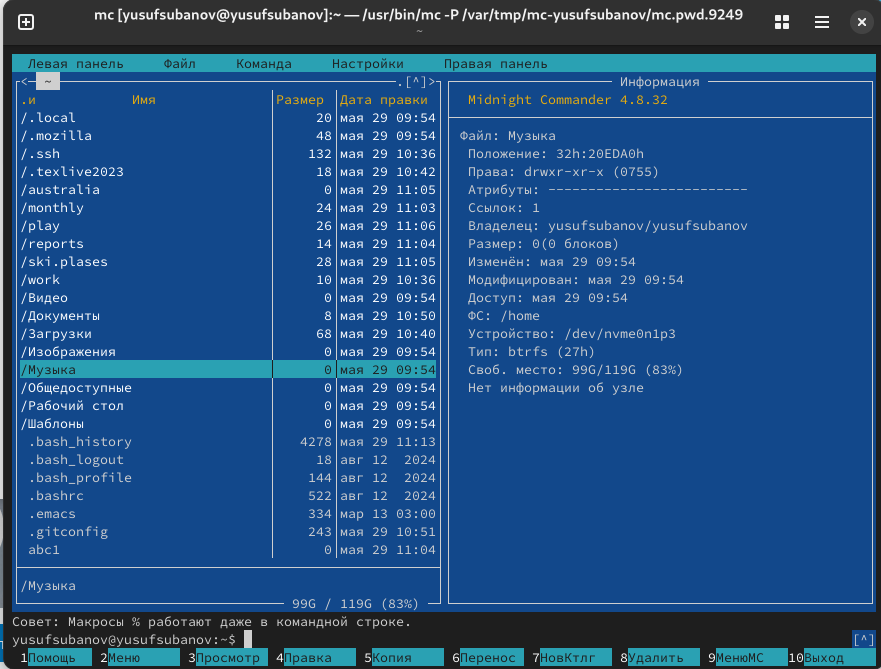 mc [yusufsubanov@yusufsubanov]:~ — /usr/bin/mc -P /var/tmp/mc-yusufsubanov/mc.pwd.9249
~
Левая панель Файл Команда Настройки Правая панель
<— ~ .[^]>
.и Имя Размер Дата правки
/.local 20 мая 29 09:54
/.mozilla 48 мая 29 09:54
/.ssh 132 мая 29 10:36
/.texlive2023 18 мая 29 10:42
/australia 0 мая 29 11:05
/monthly 24 мая 29 11:03
/play 26 мая 29 11:06
/reports 14 мая 29 11:04
/ski.plases 28 мая 29 11:05
/work 10 мая 29 10:36
/Видео 0 мая 29 09:54
/Документы 8 мая 29 10:50
/Загрузки 68 мая 29 10:40
/Изображения 0 мая 29 09:54
/Музыка 0 мая 29 09:54
/Общедоступные 0 мая 29 09:54
/Рабочий стол 0 мая 29 09:54
/Шаблоны 0 мая 29 09:54
.bash_history 4278 мая 29 11:13
.bash_logout 18 авг 12 2024
.bash_profile 144 авг 12 2024
.bashrc 522 авг 12 2024
.emacs 334 мар 13 03:00
.gitconfig 243 мая 29 10:51
abc1 0 мая 29 11:04
/Музыка
99G / 119G (83%)
Информация
Midnight Commander 4.8.32
Файл: Музыка
Положение: 32h:20EDA0h
Права: drwxr-xr-x (0755)
Атрибуты: -------------------------
Ссылок: 1
Владелец: yusufsubanov/yusufsubanov
Размер: 0(0 блоков)
Изменён: мая 29 09:54
Модифицирован: мая 29 09:54
Доступ: мая 29 09:54
ФС: /home
Устройство: /dev/nvme0n1p3
Тип: btrfs (27h)
Своб. место: 99G/119G (83%)
Нет информации об узле
Совет: Макросы % работают даже в командной строке.
yusufsubanov@yusufsubanov:~$ [^]
1Помощь 2Меню 3Просмотр 4Правка 5Копия 6Перенос 7НовКтлг 8Удалить 9МенюМС 10Выход